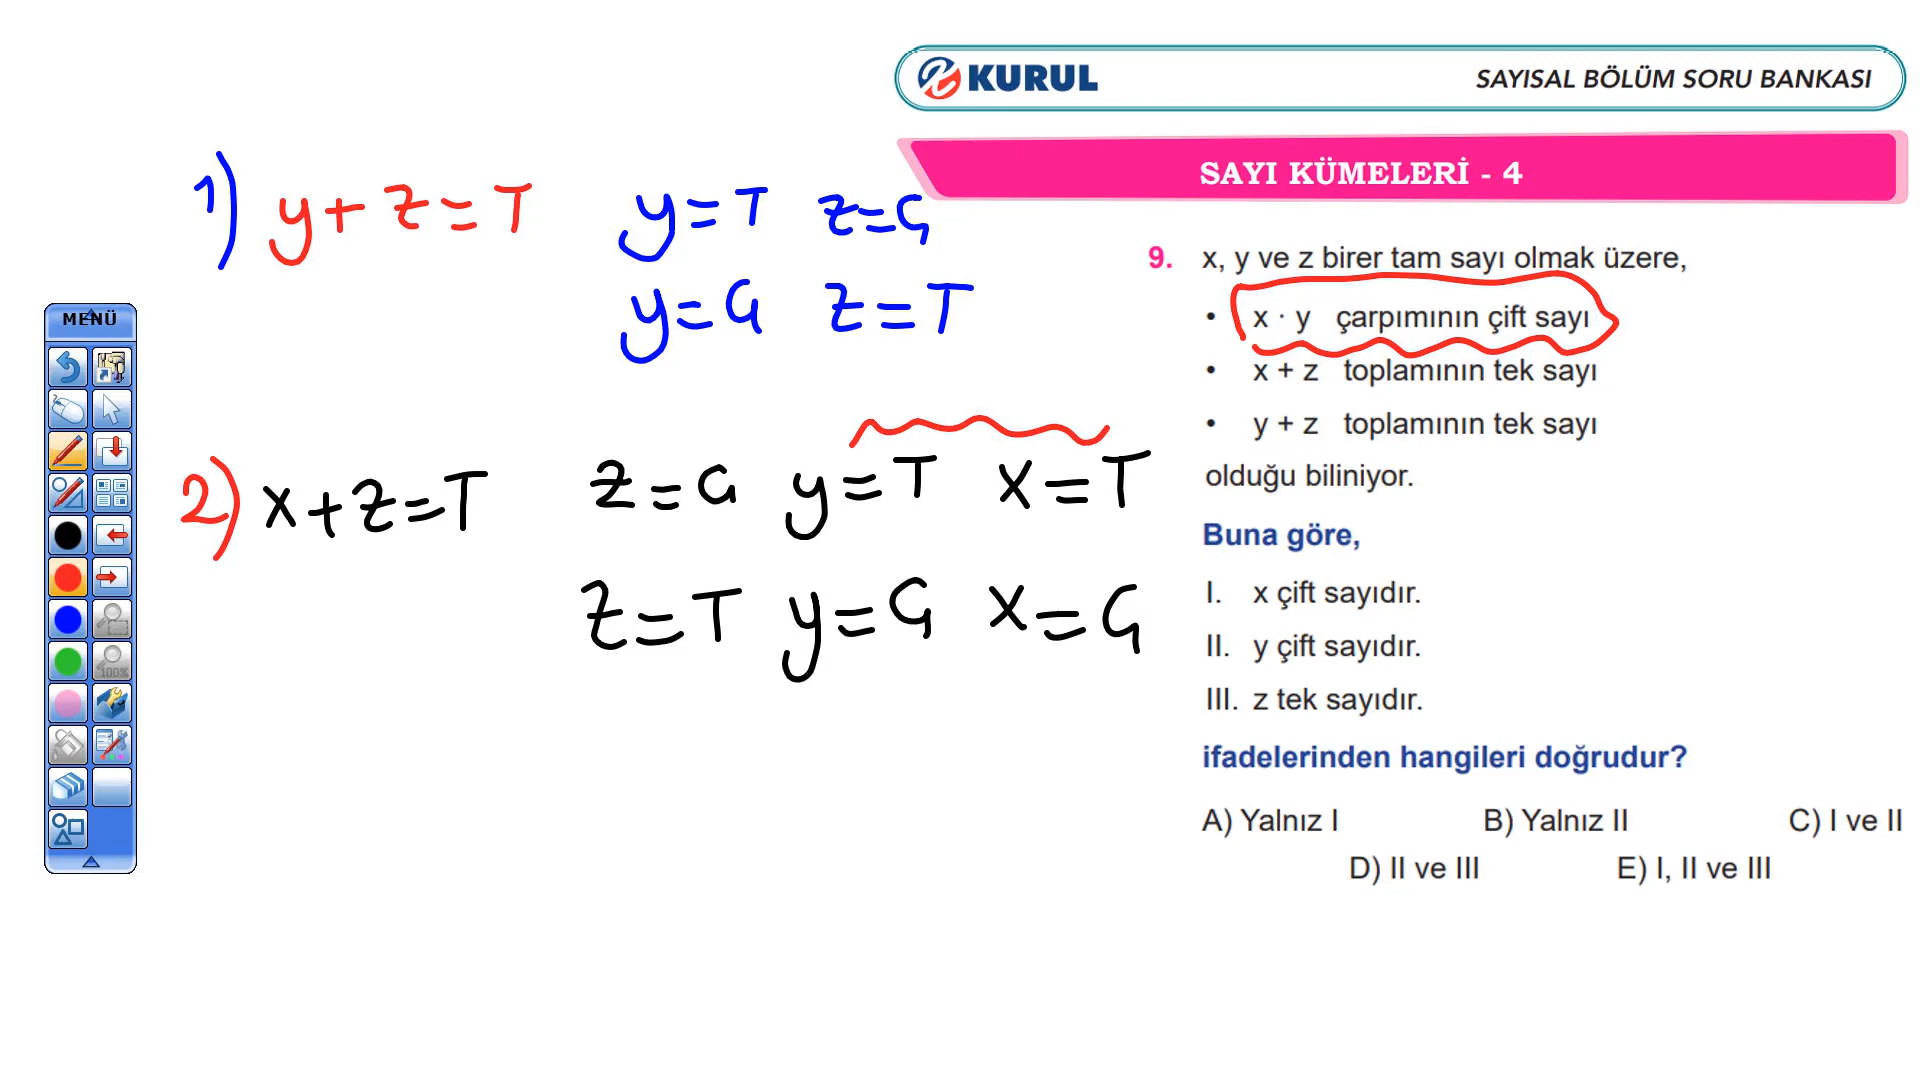 KURUL
SAYISAL BÖLÜM SORU BANKASI
SAYI KÜMELERİ - 4
1) y + z = T y = T z = Ç
y = Ç z = T
2) x + z = T z = Ç y = T x = T
z = T y = Ç x = Ç
MENÜ
100%
9. x, y ve z birer tam sayı olmak üzere,
• x · y çarpımının çift sayı
• x + z toplamının tek sayı
• y + z toplamının tek sayı
olduğu biliniyor.
Buna göre,
I. x çift sayıdır.
II. y çift sayıdır.
III. z tek sayıdır.
ifadelerinden hangileri doğrudur?
A) Yalnız I B) Yalnız II C) I ve II
D) II ve III E) I, II ve III